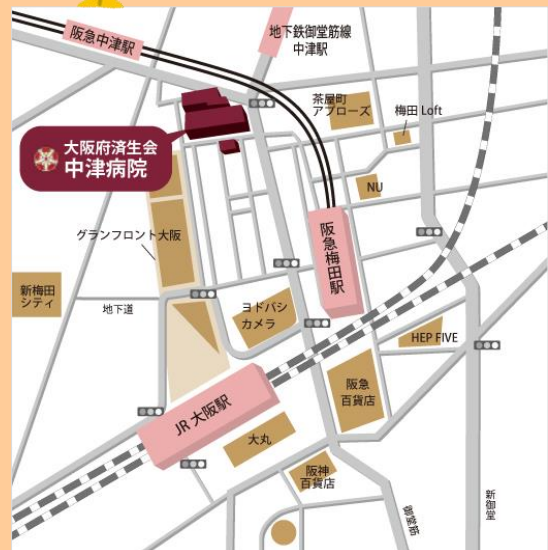 阪急中津駅
地下鉄御堂筋線
中津駅
茶屋町
アプローズ
梅田 Loft
大阪府済生会
中津病院
NU
グランフロント大阪
阪急梅田駅
新梅田
シティ
地下道
ヨドバシ
カメラ
HEP FIVE
阪急
百貨店
JR 大阪駅
大丸
阪神
百貨店
御堂筋
新御堂